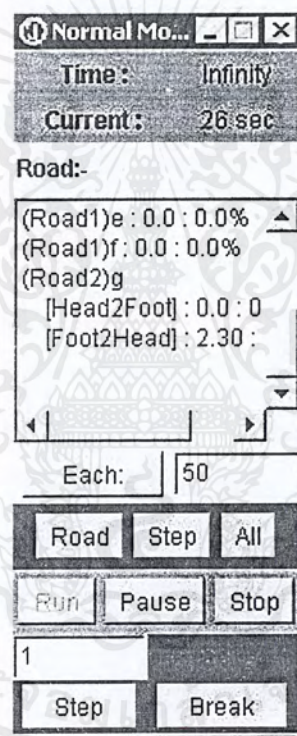 Normal Mo...
Time : Infinity
Current : 26 sec
Road:-
(Road1)e : 0.0 : 0.0%
(Road1)f : 0.0 : 0.0%
(Road2)g
[Head2Foot] : 0.0 : 0
[Foot2Head] : 2.30 :
Each: 50
Road Step All
Run Pause Stop
1
Step Break